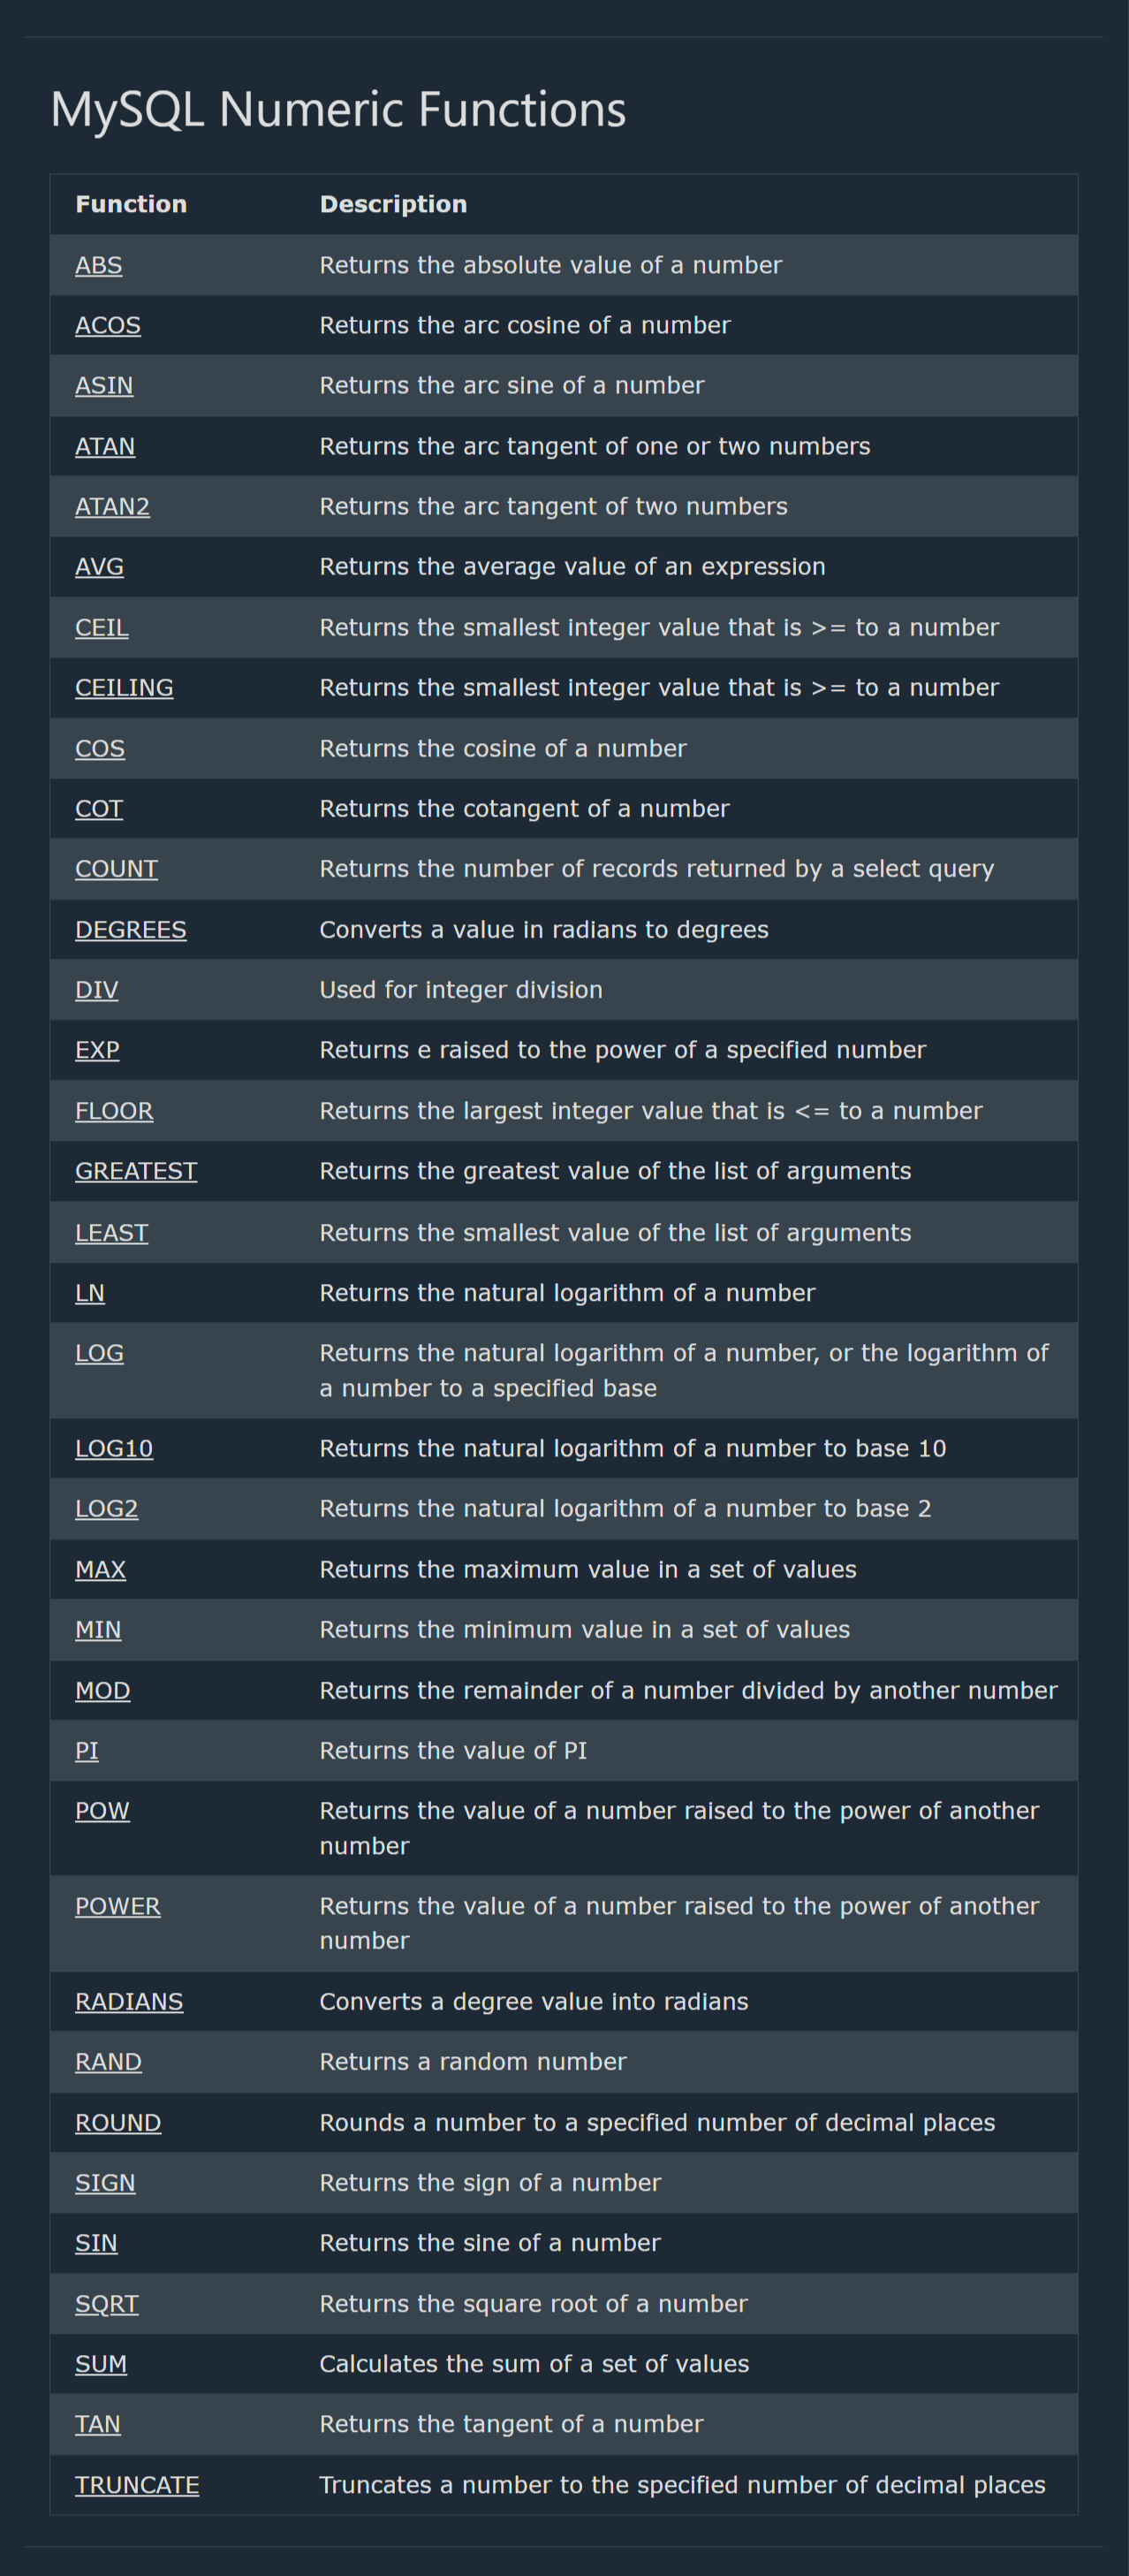 MySQL Numeric Functions
Function Description
ABS Returns the absolute value of a number
ACOS Returns the arc cosine of a number
ASIN Returns the arc sine of a number
ATAN Returns the arc tangent of one or two numbers
ATAN2 Returns the arc tangent of two numbers
AVG Returns the average value of an expression
CEIL Returns the smallest integer value that is >= to a number
CEILING Returns the smallest integer value that is >= to a number
COS Returns the cosine of a number
COT Returns the cotangent of a number
COUNT Returns the number of records returned by a select query
DEGREES Converts a value in radians to degrees
DIV Used for integer division
EXP Returns e raised to the power of a specified number
FLOOR Returns the largest integer value that is <= to a number
GREATEST Returns the greatest value of the list of arguments
LEAST Returns the smallest value of the list of arguments
LN Returns the natural logarithm of a number
LOG Returns the natural logarithm of a number, or the logarithm of
a number to a specified base
LOG10 Returns the natural logarithm of a number to base 10
LOG2 Returns the natural logarithm of a number to base 2
MAX Returns the maximum value in a set of values
MIN Returns the minimum value in a set of values
MOD Returns the remainder of a number divided by another number
PI Returns the value of PI
POW Returns the value of a number raised to the power of another
number
POWER Returns the value of a number raised to the power of another
number
RADIANS Converts a degree value into radians
RAND Returns a random number
ROUND Rounds a number to a specified number of decimal places
SIGN Returns the sign of a number
SIN Returns the sine of a number
SQRT Returns the square root of a number
SUM Calculates the sum of a set of values
TAN Returns the tangent of a number
TRUNCATE Truncates a number to the specified number of decimal places